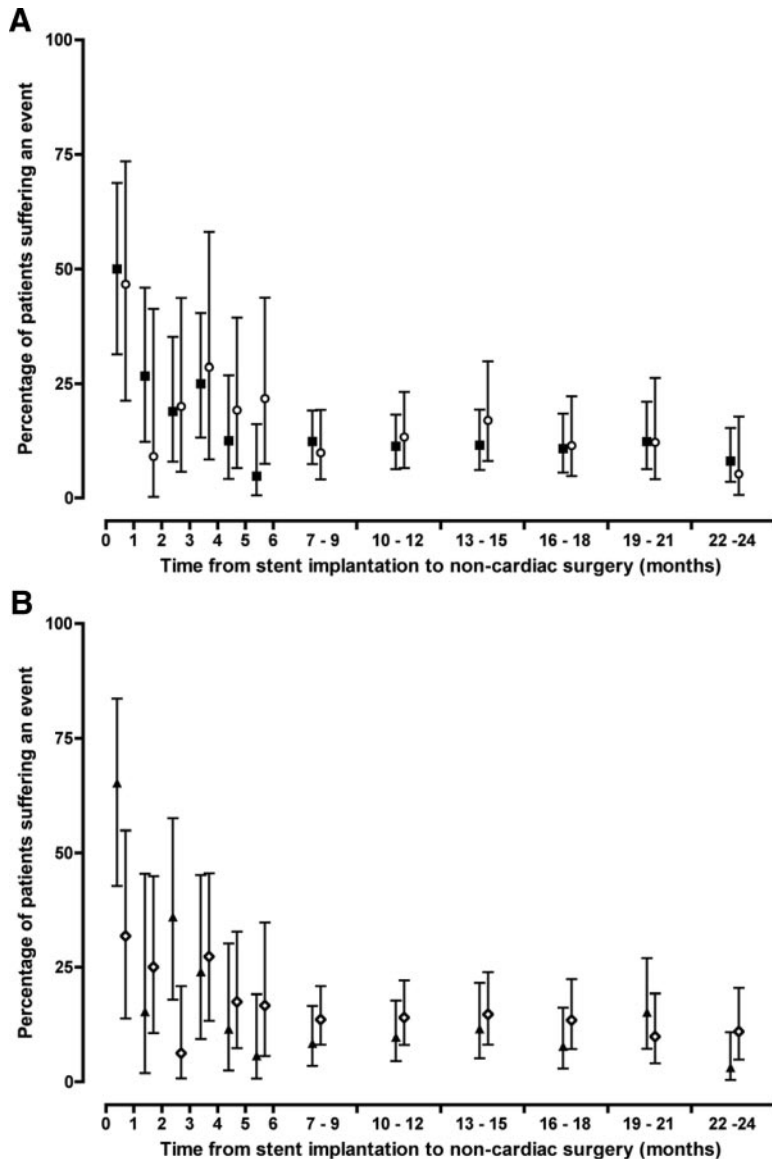 A
Percentage of patients suffering an event
100
75
50
25
0
0 1 2 3 4 5 6 7 - 9 10 - 12 13 - 15 16 - 18 19 - 21 22 -24
Time from stent implantation to non-cardiac surgery (months)
B
Percentage of patients suffering an event
100
75
50
25
0
0 1 2 3 4 5 6 7 - 9 10 - 12 13 - 15 16 - 18 19 - 21 22 -24
Time from stent implantation to non-cardiac surgery (months)